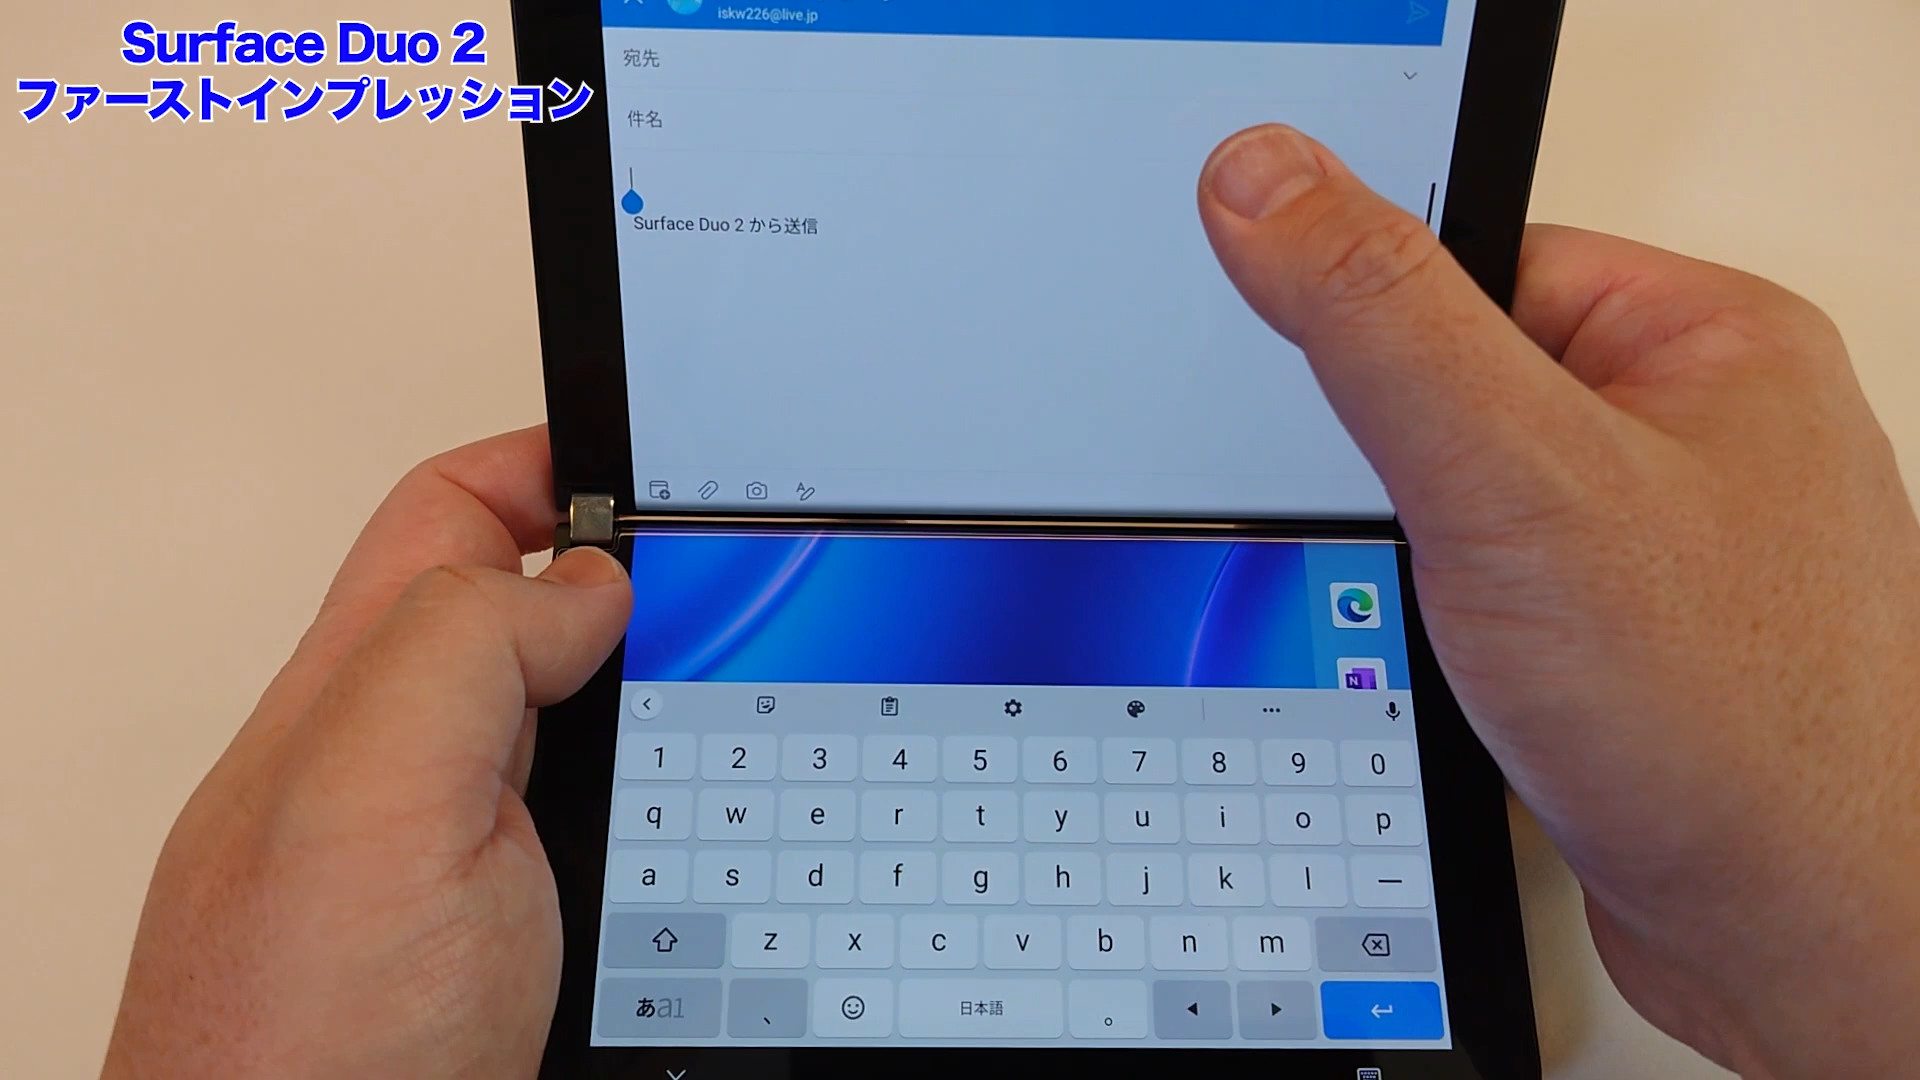 Surface Duo 2
ファーストインプレッション
iskw226@live.jp
宛先
件名
Surface Duo 2 から送信
N
1 2 3 4 5 6 7 8 9 0
q w e r t y u i o p
a s d f g h j k l ー
z x c v b n m
あa1 、 日本語 。